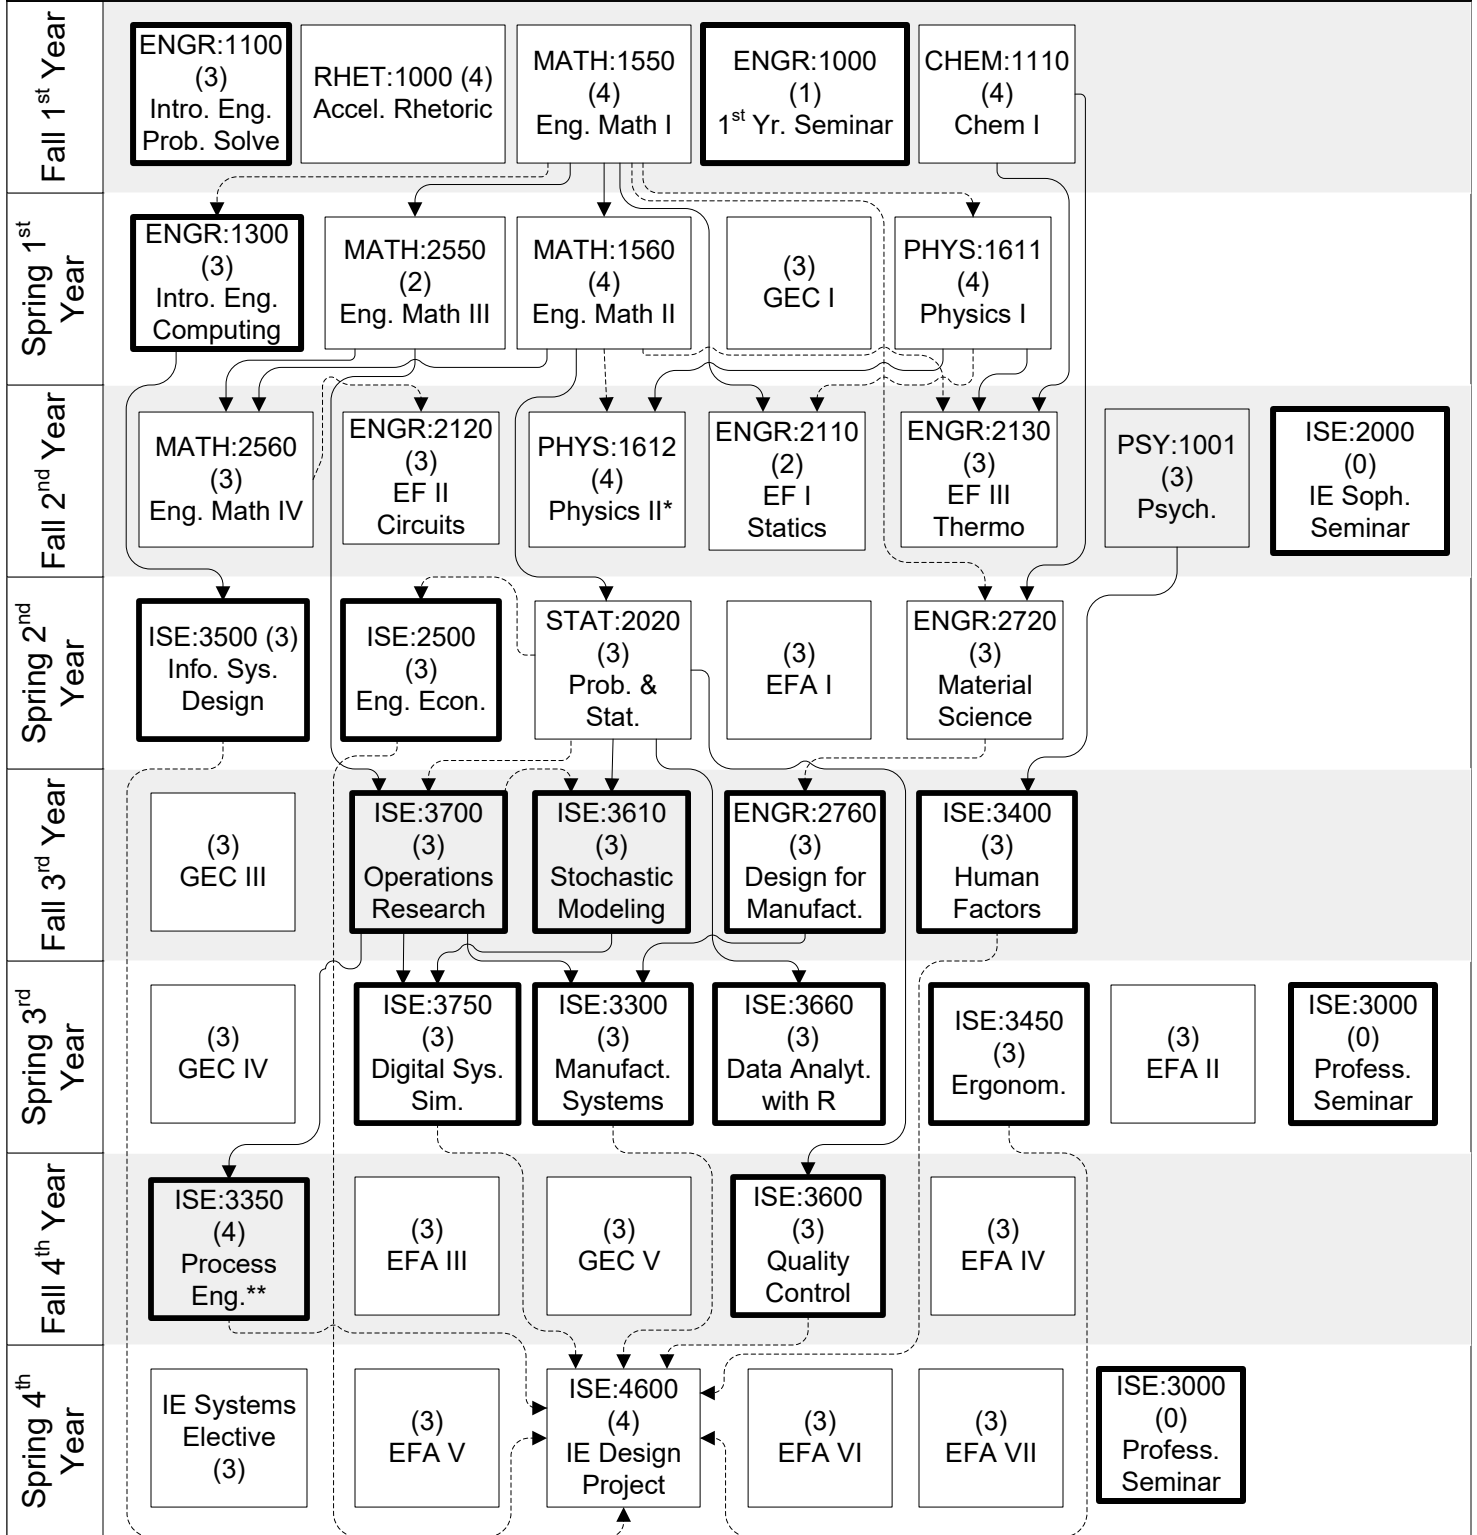 Fall 1st Year
ENGR:1100
(3)
Intro. Eng.
Prob. Solve
RHET:1000 (4)
Accel. Rhetoric
MATH:1550
(4)
Eng. Math I
ENGR:1000
(1)
1st Yr. Seminar
CHEM:1110
(4)
Chem I
Spring 1st
Year
ENGR:1300
(3)
Intro. Eng.
Computing
MATH:2550
(2)
Eng. Math III
MATH:1560
(4)
Eng. Math II
(3)
GEC I
PHYS:1611
(4)
Physics I
Fall 2nd Year
MATH:2560
(3)
Eng. Math IV
ENGR:2120
(3)
EF II
Circuits
PHYS:1612
(4)
Physics II*
ENGR:2110
(2)
EF I
Statics
ENGR:2130
(3)
EF III
Thermo
PSY:1001
(3)
Psych.
ISE:2000
(0)
IE Soph.
Seminar
Spring 2nd
Year
ISE:3500 (3)
Info. Sys.
Design
ISE:2500
(3)
Eng. Econ.
STAT:2020
(3)
Prob. &
Stat.
(3)
EFA I
ENGR:2720
(3)
Material
Science
Fall 3rd Year
(3)
GEC III
ISE:3700
(3)
Operations
Research
ISE:3610
(3)
Stochastic
Modeling
ENGR:2760
(3)
Design for
Manufact.
ISE:3400
(3)
Human
Factors
Spring 3rd
Year
(3)
GEC IV
ISE:3750
(3)
Digital Sys.
Sim.
ISE:3300
(3)
Manufact.
Systems
ISE:3660
(3)
Data Analyt.
with R
ISE:3450
(3)
Ergonom.
(3)
EFA II
ISE:3000
(0)
Profess.
Seminar
Fall 4th Year
ISE:3350
(4)
Process
Eng.**
(3)
EFA III
(3)
GEC V
ISE:3600
(3)
Quality
Control
(3)
EFA IV
Spring 4th
Year
IE Systems
Elective
(3)
(3)
EFA V
ISE:4600
(4)
IE Design
Project
(3)
EFA VI
(3)
EFA VII
ISE:3000
(0)
Profess.
Seminar